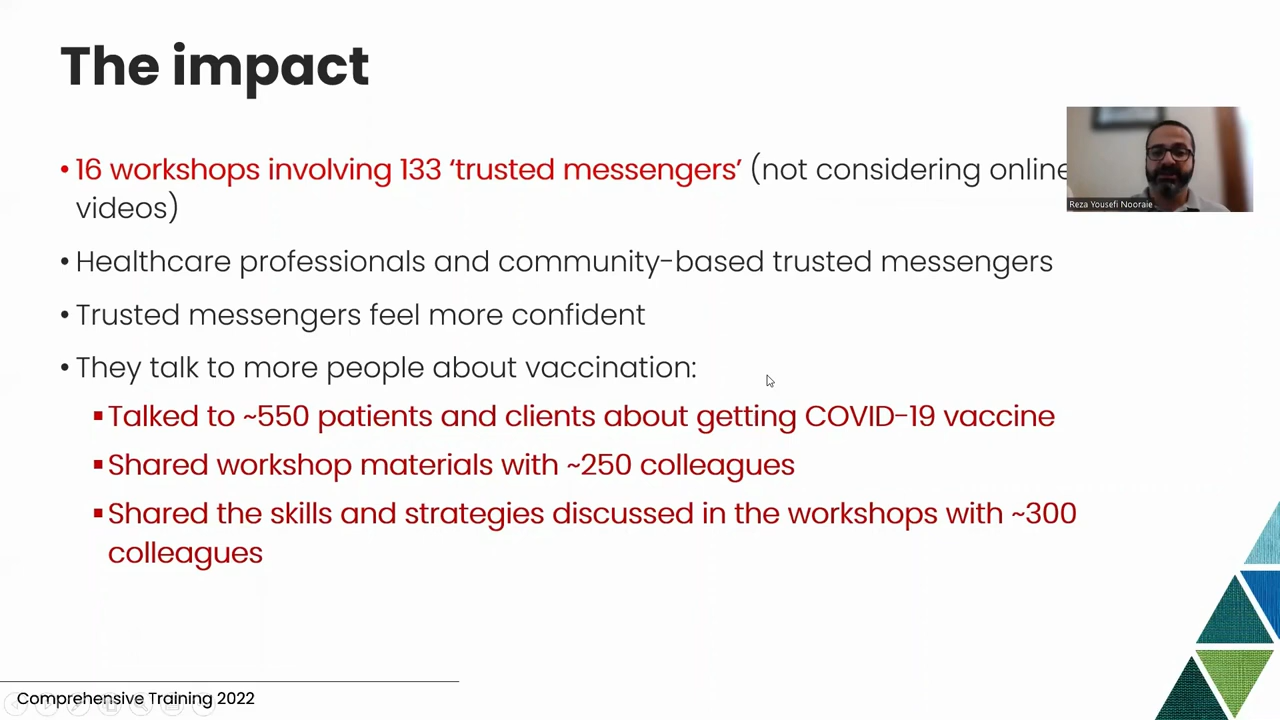 The impact
• 16 workshops involving 133 ‘trusted messengers’ (not considering online
videos)
Reza Yousefi Nooraie
• Healthcare professionals and community-based trusted messengers
• Trusted messengers feel more confident
• They talk to more people about vaccination:
▪ Talked to ~550 patients and clients about getting COVID-19 vaccine
▪ Shared workshop materials with ~250 colleagues
▪ Shared the skills and strategies discussed in the workshops with ~300
colleagues
Comprehensive Training 2022